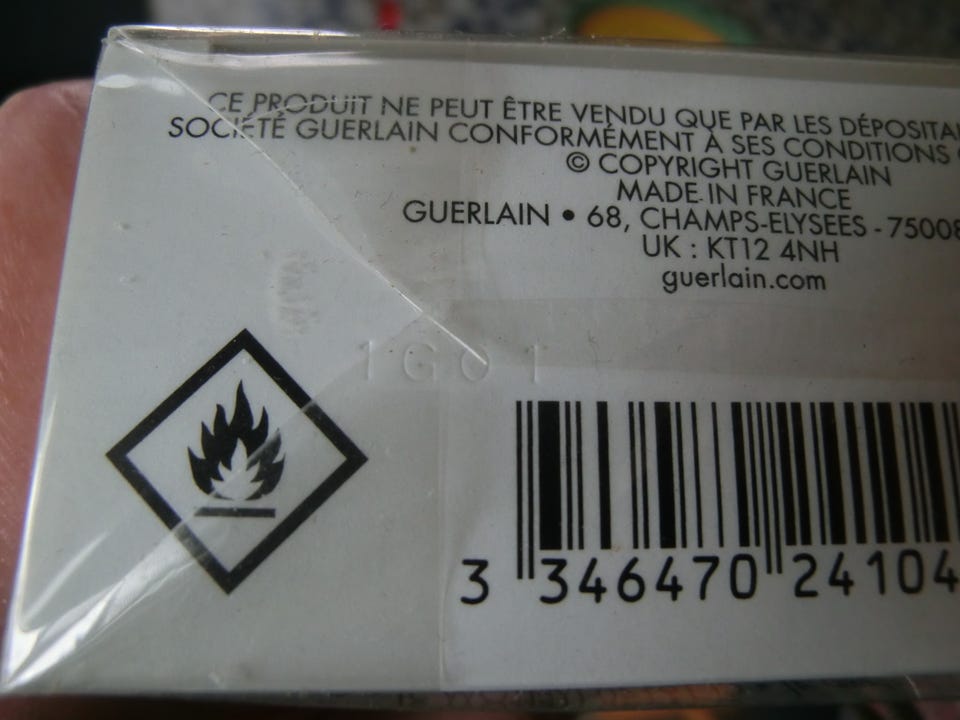 CE PRODUIT NE PEUT ÊTRE VENDU QUE PAR LES
SOCIÉTÉ GUERLAIN CONFORMÉMENT À SES CONDITIONS
© COPYRIGHT GUERLAIN
MADE IN FRANCE
GUERLAIN • 68, CHAMPS-ELYSEES - 75008
UK : KT12 4NH
guerlain.com
1G01
3 346470 24104